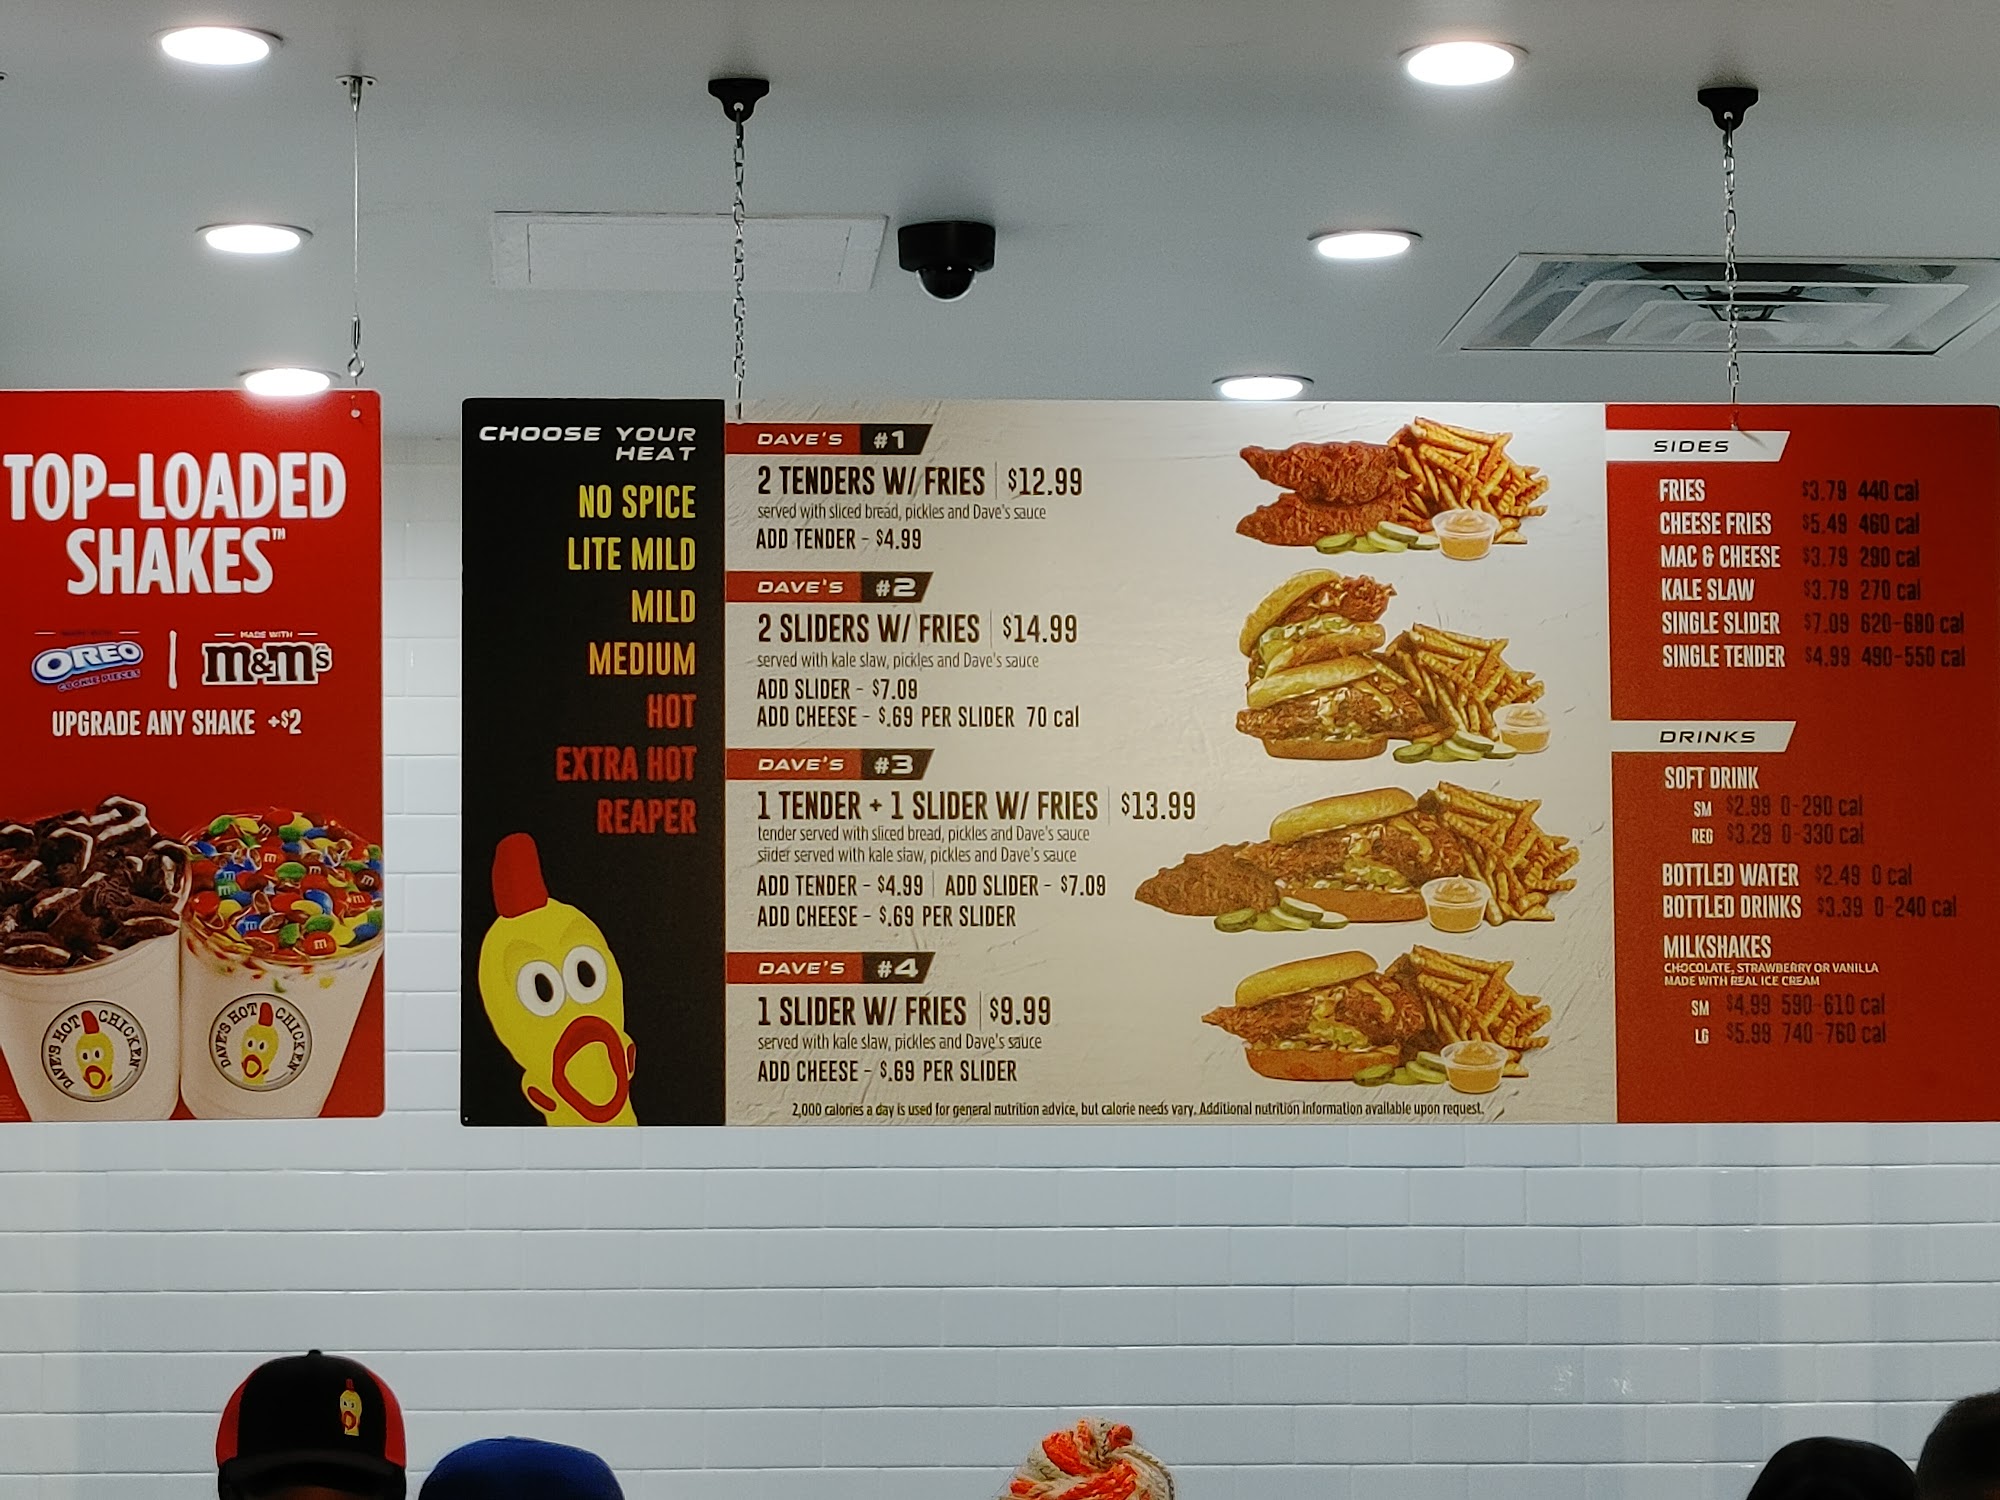 TOP-LOADED
SHAKES™
OREO
COOKIE PIECES
MADE WITH
m&m's
UPGRADE ANY SHAKE +$2
DAVE'S HOT CHICKEN
DAVE'S HOT CHICKEN
CHOOSE YOUR
HEAT
NO SPICE
LITE MILD
MILD
MEDIUM
HOT
EXTRA HOT
REAPER
DAVE'S #1
2 TENDERS W/ FRIES $12.99
served with sliced bread, pickles and Dave's sauce
ADD TENDER - $4.99
DAVE'S #2
2 SLIDERS W/ FRIES $14.99
served with kale slaw, pickles and Dave's sauce
ADD SLIDER - $7.09
ADD CHEESE - $.69 PER SLIDER 70 cal
DAVE'S #3
1 TENDER + 1 SLIDER W/ FRIES $13.99
tender served with sliced bread, pickles and Dave's sauce
slider served with kale slaw, pickles and Dave's sauce
ADD TENDER - $4.99 | ADD SLIDER - $7.09
ADD CHEESE - $.69 PER SLIDER
DAVE'S #4
1 SLIDER W/ FRIES $9.99
served with kale slaw, pickles and Dave's sauce
ADD CHEESE - $.69 PER SLIDER
2,000 calories a day is used for general nutrition advice, but calorie needs vary. Additional nutrition information available upon request.
SIDES
FRIES $3.79 440 cal
CHEESE FRIES $5.49 460 cal
MAC & CHEESE $3.79 290 cal
KALE SLAW $3.79 270 cal
SINGLE SLIDER $7.09 620-680 cal
SINGLE TENDER $4.99 490-550 cal
DRINKS
SOFT DRINK
SM $2.99 0-290 cal
REG $3.29 0-330 cal
BOTTLED WATER $2.49 0 cal
BOTTLED DRINKS $3.39 0-240 cal
MILKSHAKES
CHOCOLATE, STRAWBERRY OR VANILLA
MADE WITH REAL ICE CREAM
SM $4.99 590-610 cal
LG $5.99 740-760 cal